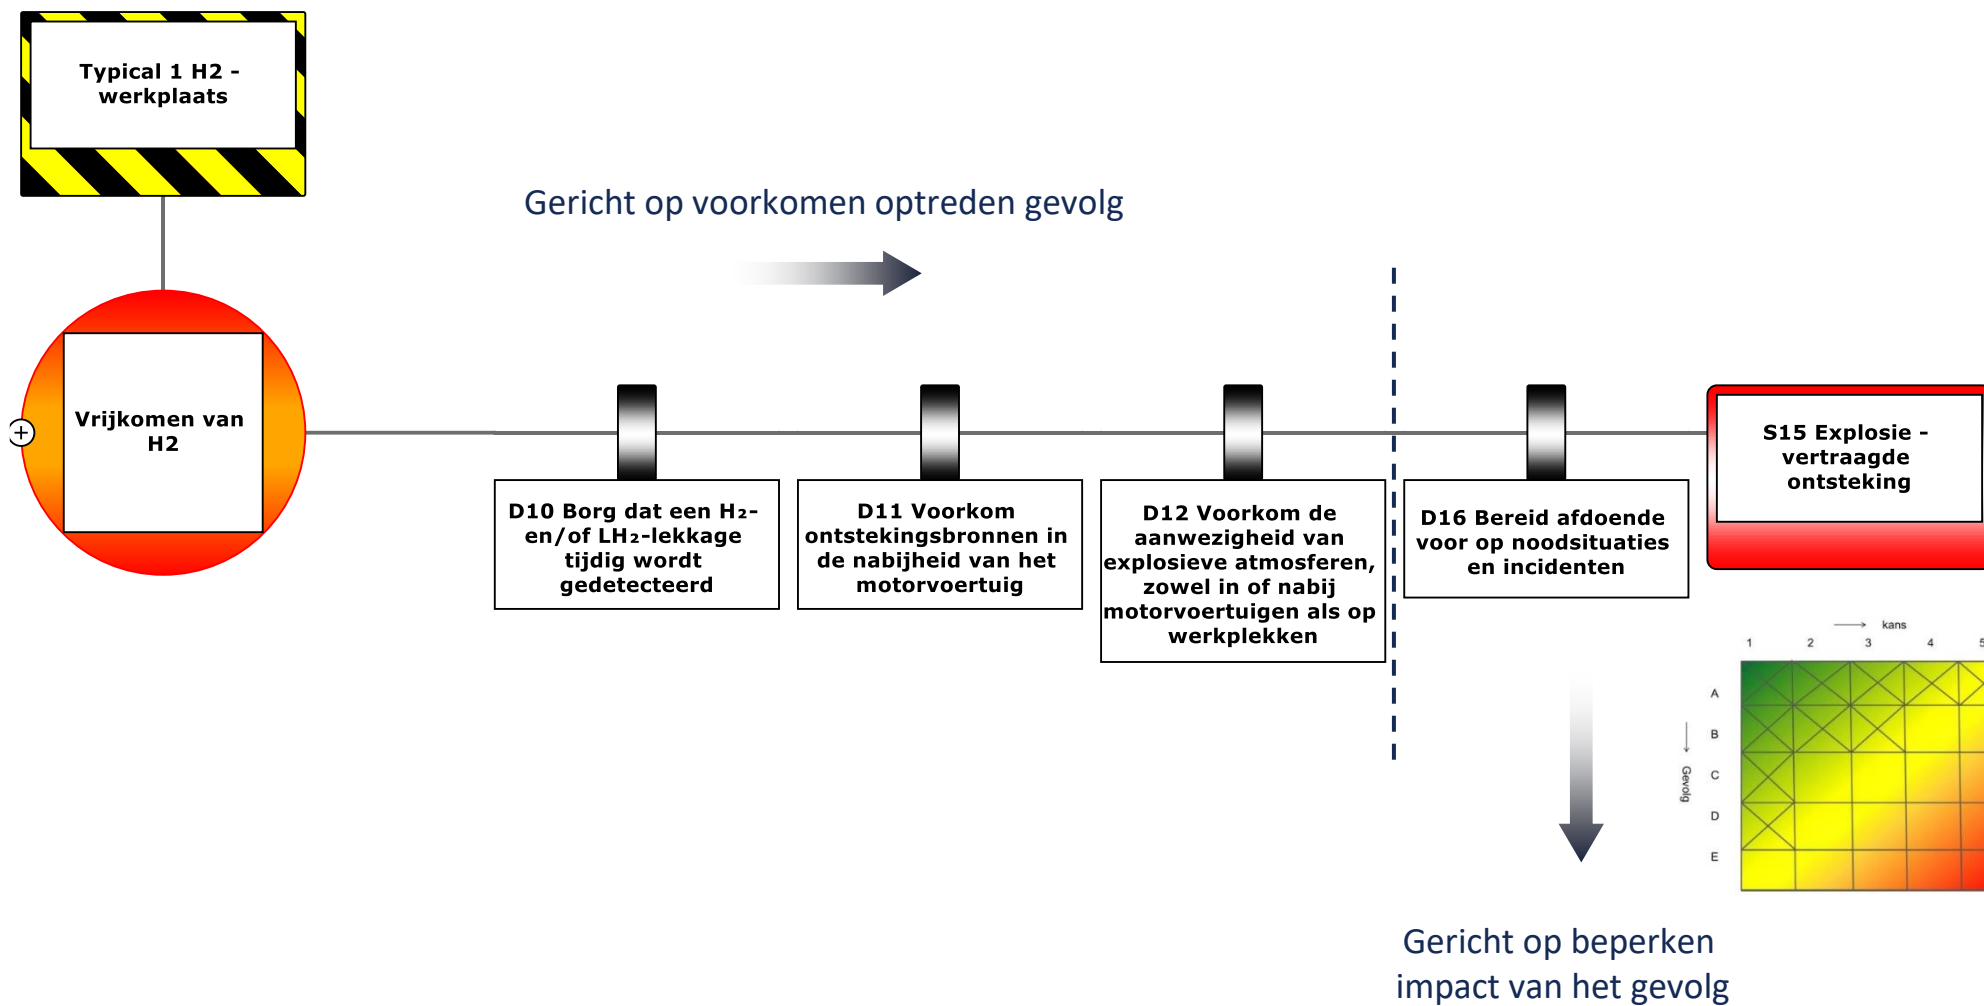 Typical 1 H2 -
werkplaats
Gericht op voorkomen optreden gevolg
Vrijkomen van
H2
D10 Borg dat een H₂-
en/of LH₂-lekkage
tijdig wordt
gedetecteerd
D11 Voorkom
ontstekingsbronnen in
de nabijheid van het
motorvoertuig
D12 Voorkom de
aanwezigheid van
explosieve atmosferen,
zowel in of nabij
motorvoertuigen als op
werkplekken
D16 Bereid afdoende
voor op noodsituaties
en incidenten
S15 Explosie -
vertraagde
ontsteking
kans
1 2 3 4 5
A
B
C
D
E
Gevolg
Gericht op beperken
impact van het gevolg